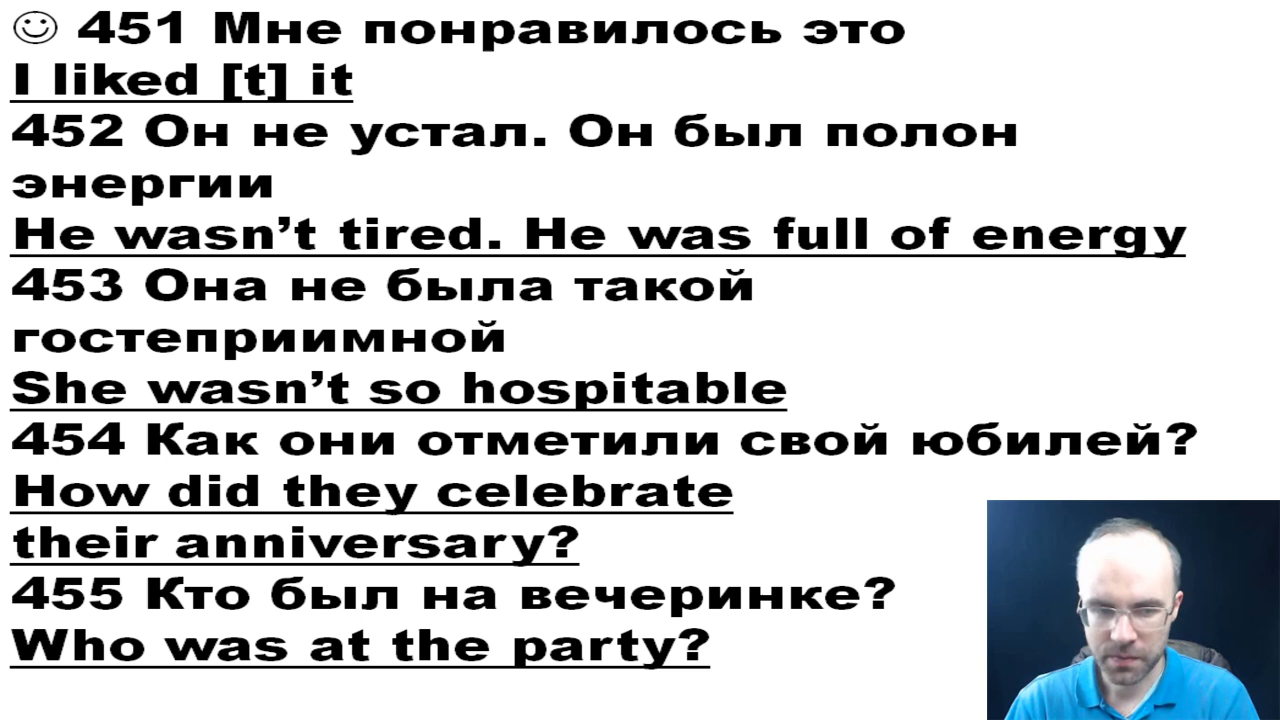 ☺ 451 Мне понравилось это
I liked [t] it
452 Он не устал. Он был полон
энергии
He wasn’t tired. He was full of energy
453 Она не была такой
гостеприимной
She wasn’t so hospitable
454 Как они отметили свой юбилей?
How did they celebrate
their anniversary?
455 Кто был на вечеринке?
Who was at the party?